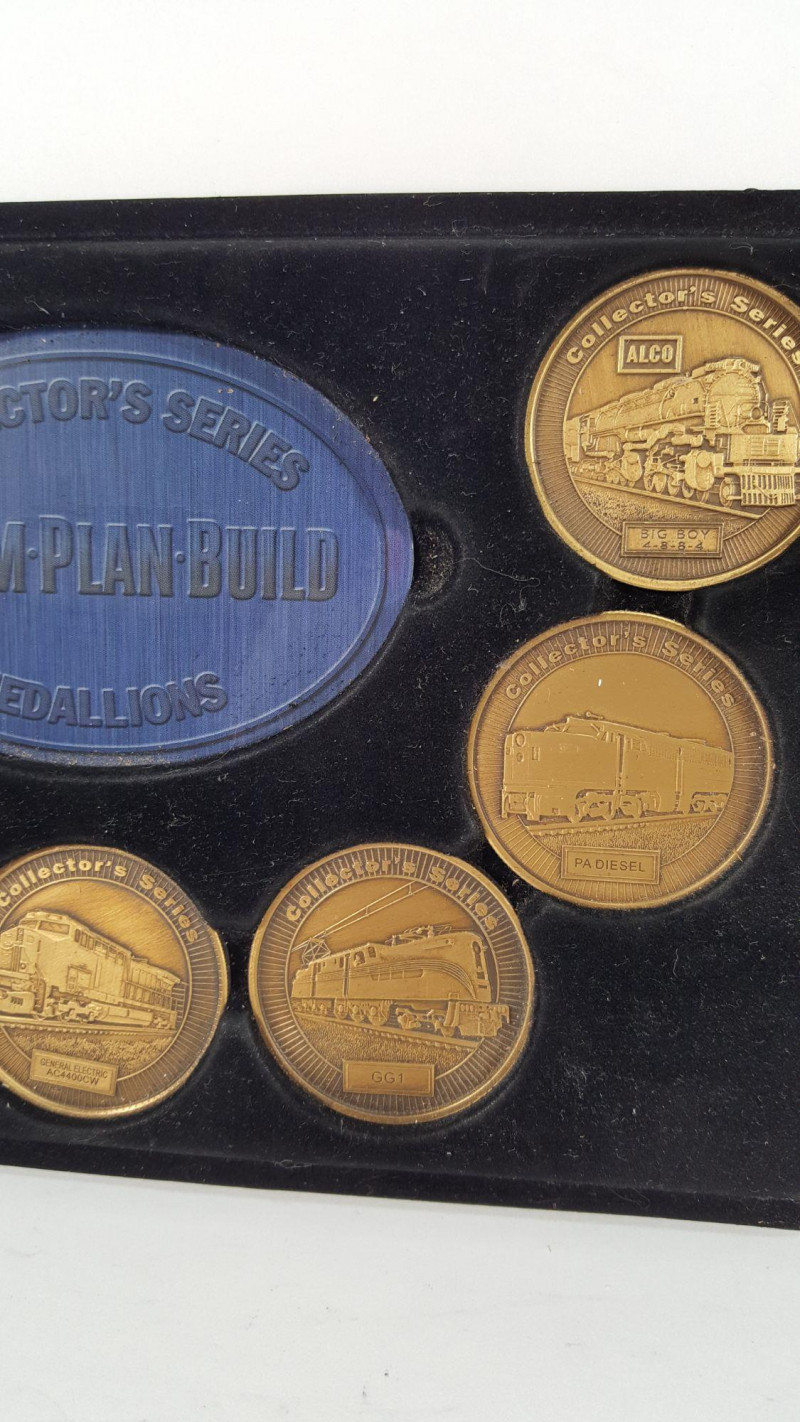 CTOR'S SERIES
M·PLAN·BUILD
EDALLIONS
Collector's Series
ALCO
BIG BOY
4-8-8-4
Collector's Series
PA DIESEL
Collector's Series
GENERAL ELECTRIC
AC4400CW
Collector's Series
GG1